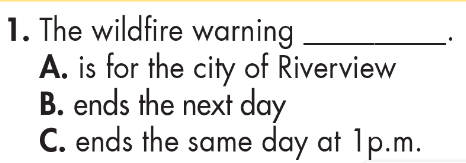 1. The wildfire warning __________.
A. is for the city of Riverview
B. ends the next day
C. ends the same day at 1p.m.